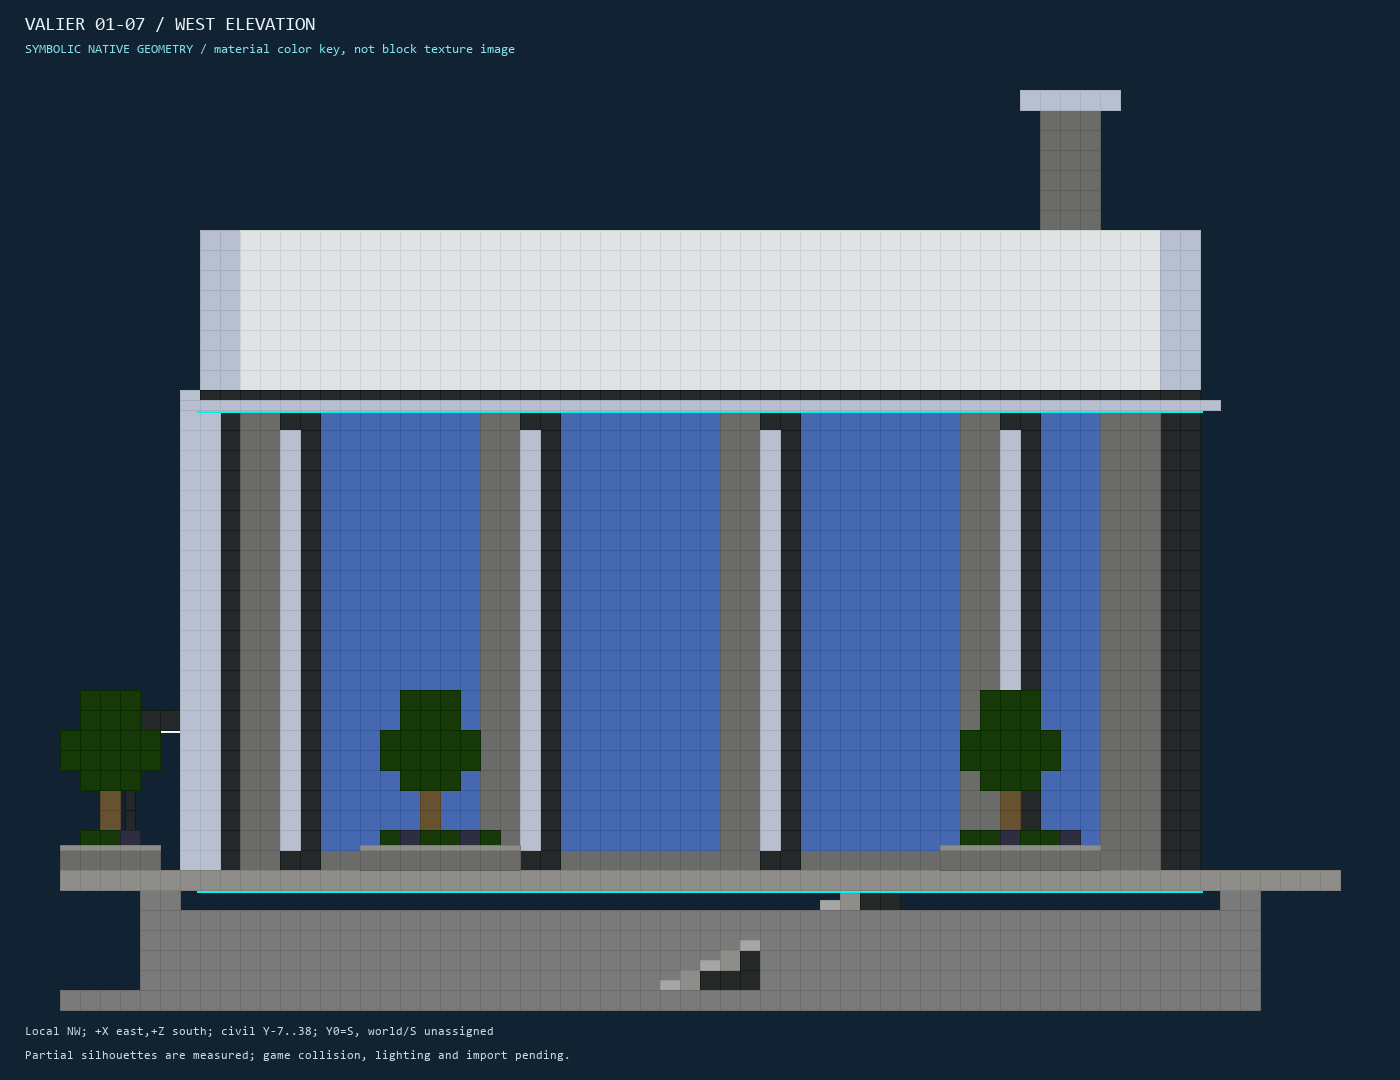 VALIER 01-07 / WEST ELEVATION
SYMBOLIC NATIVE GEOMETRY / material color key, not block texture image
Local NW; +X east,+Z south; civil Y-7..38; Y0=S, world/S unassigned
Partial silhouettes are measured; game collision, lighting and import pending.